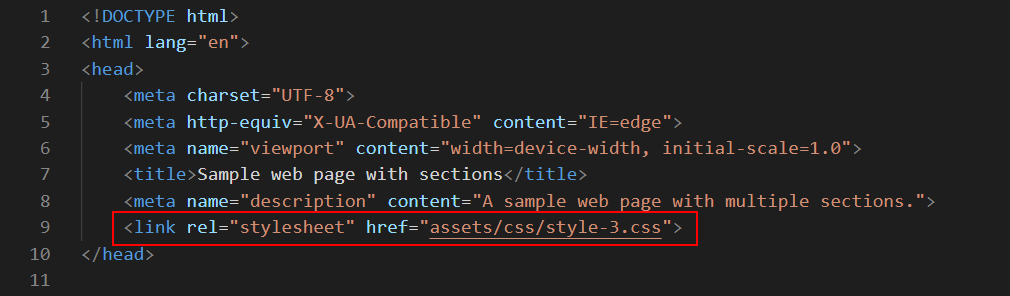 1 <!DOCTYPE html>
2 <html lang="en">
3 <head>
4     <meta charset="UTF-8">
5     <meta http-equiv="X-UA-Compatible" content="IE=edge">
6     <meta name="viewport" content="width=device-width, initial-scale=1.0">
7     <title>Sample web page with sections</title>
8     <meta name="description" content="A sample web page with multiple sections.">
9     <link rel="stylesheet" href="assets/css/style-3.css">
10 </head>
11